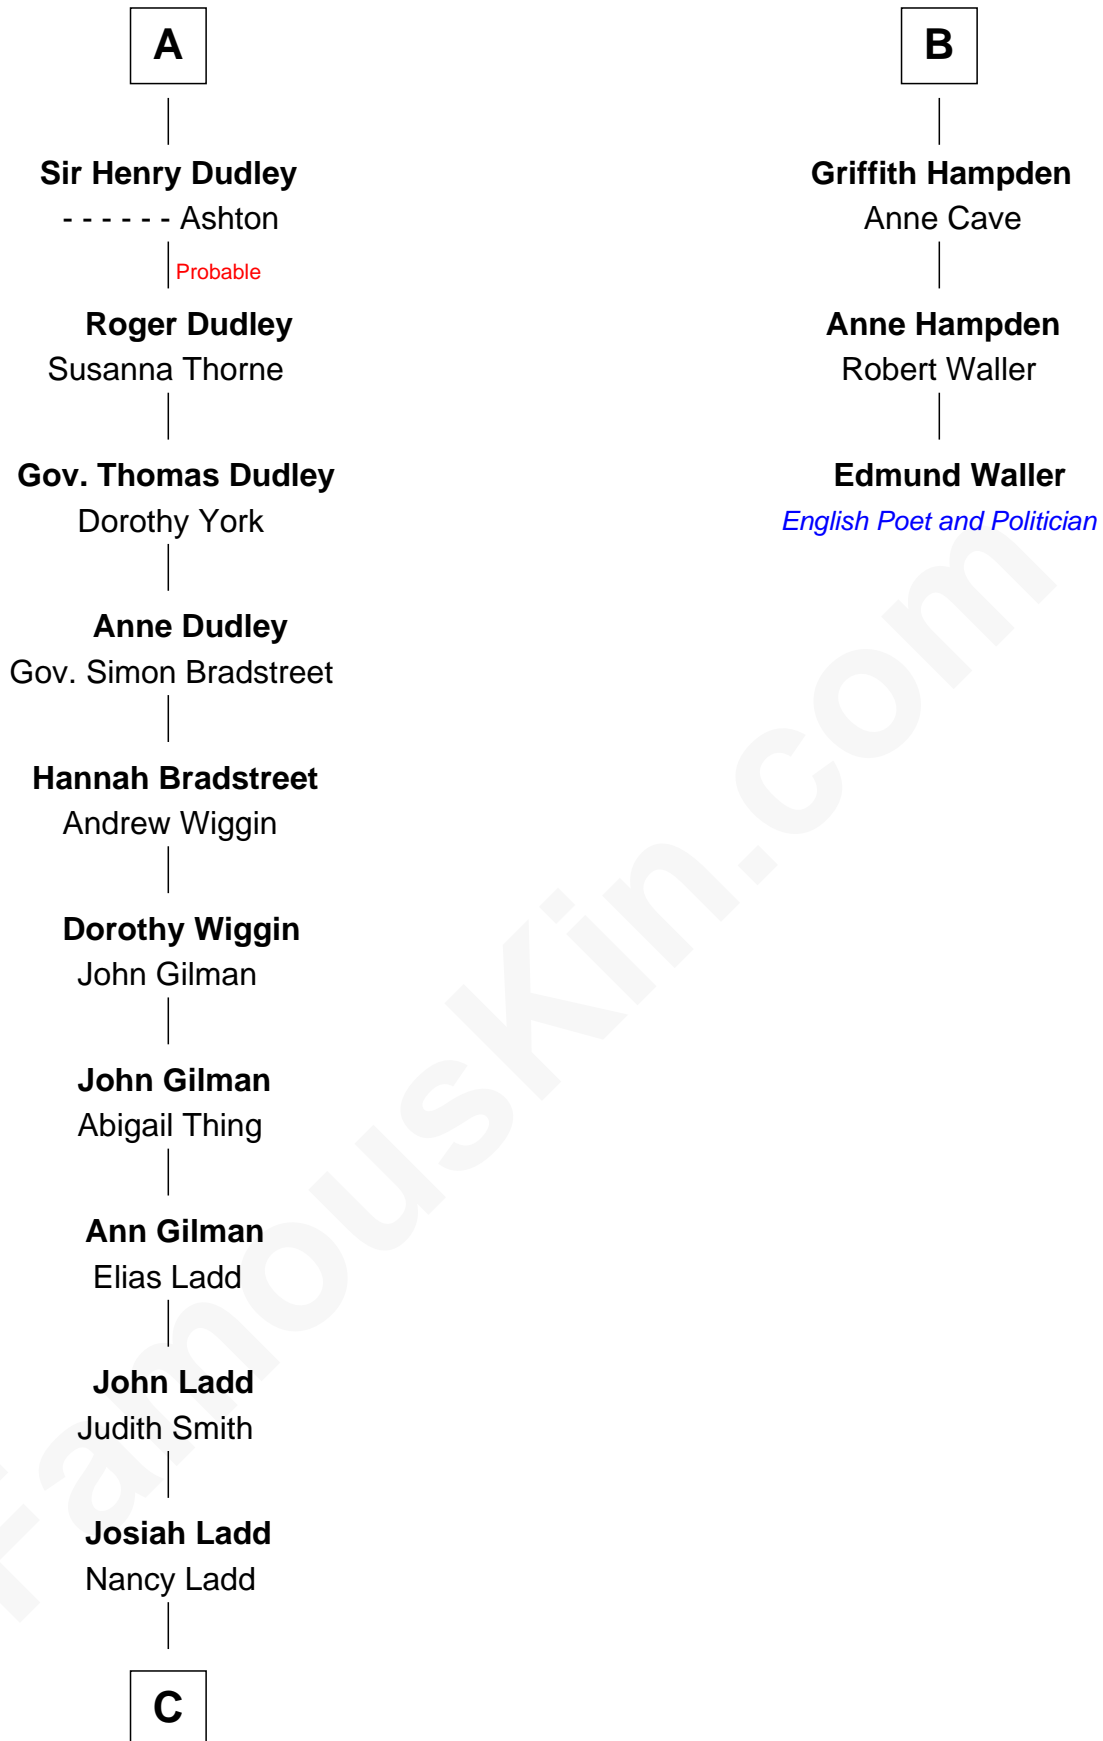 A
Sir Henry Dudley
- - - - - - Ashton
Probable
Roger Dudley
Susanna Thorne
Gov. Thomas Dudley
Dorothy York
Anne Dudley
Gov. Simon Bradstreet
Hannah Bradstreet
Andrew Wiggin
Dorothy Wiggin
John Gilman
John Gilman
Abigail Thing
Ann Gilman
Elias Ladd
John Ladd
Judith Smith
Josiah Ladd
Nancy Ladd
C
B
Griffith Hampden
Anne Cave
Anne Hampden
Robert Waller
Edmund Waller
English Poet and Politician
FamousKin.com